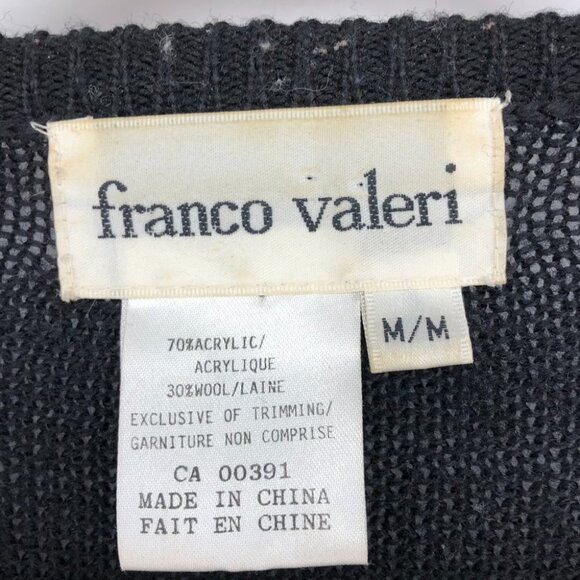 franco valeri
M/M
70%ACRYLIC/
ACRYLIQUE
30%WOOL/LAINE
EXCLUSIVE OF TRIMMING/
GARNITURE NON COMPRISE
CA 00391
MADE IN CHINA
FAIT EN CHINE